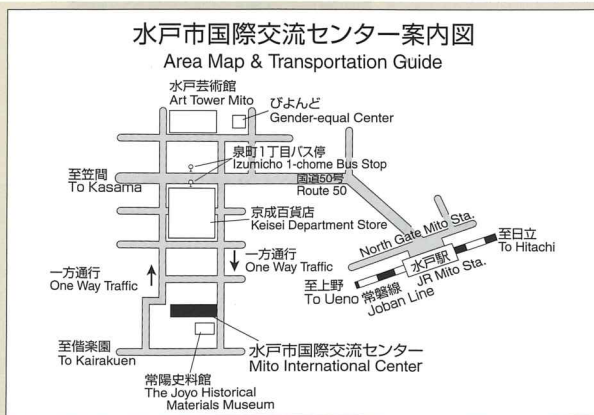 水戸市国際交流センター案内図
Area Map & Transportation Guide
水戸芸術館
Art Tower Mito
びよんど
Gender-equal Center
泉町1丁目バス停
Izumicho 1-chome Bus Stop
至笠間
To Kasama
国道50号
Route 50
京成百貨店
Keisei Department Store
North Gate Mito Sta.
至日立
To Hitachi
水戸駅
JR Mito Sta.
一方通行
One Way Traffic
一方通行
One Way Traffic
至上野
To Ueno
常磐線
Joban Line
至偕楽園
To Kairakuen
水戸市国際交流センター
Mito International Center
常陽史料館
The Joyo Historical
Materials Museum